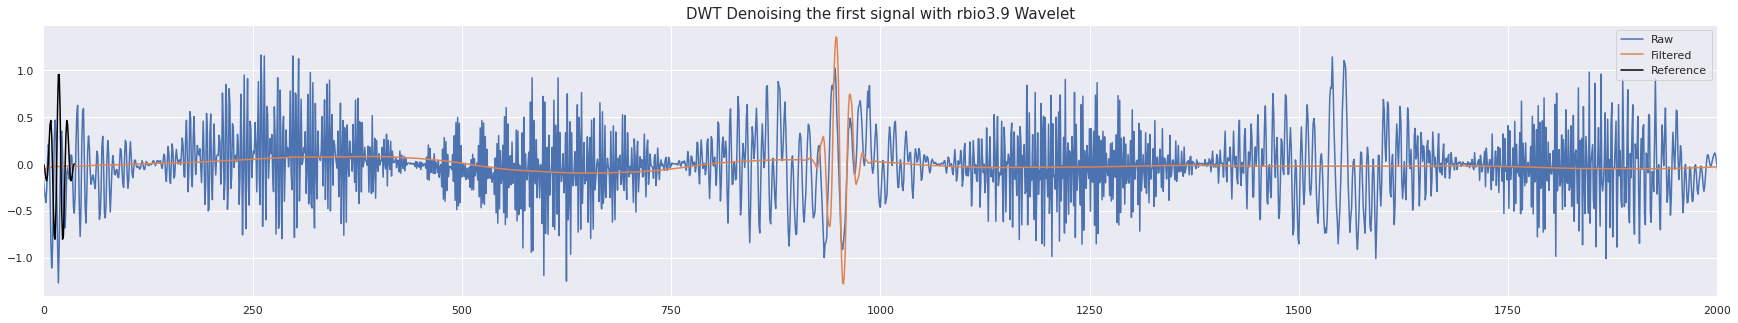 DWT Denoising the first signal with rbio3.9 Wavelet
Raw
Filtered
Reference
1.0
0.5
0.0
−0.5
−1.0
0 250 500 750 1000 1250 1500 1750 2000